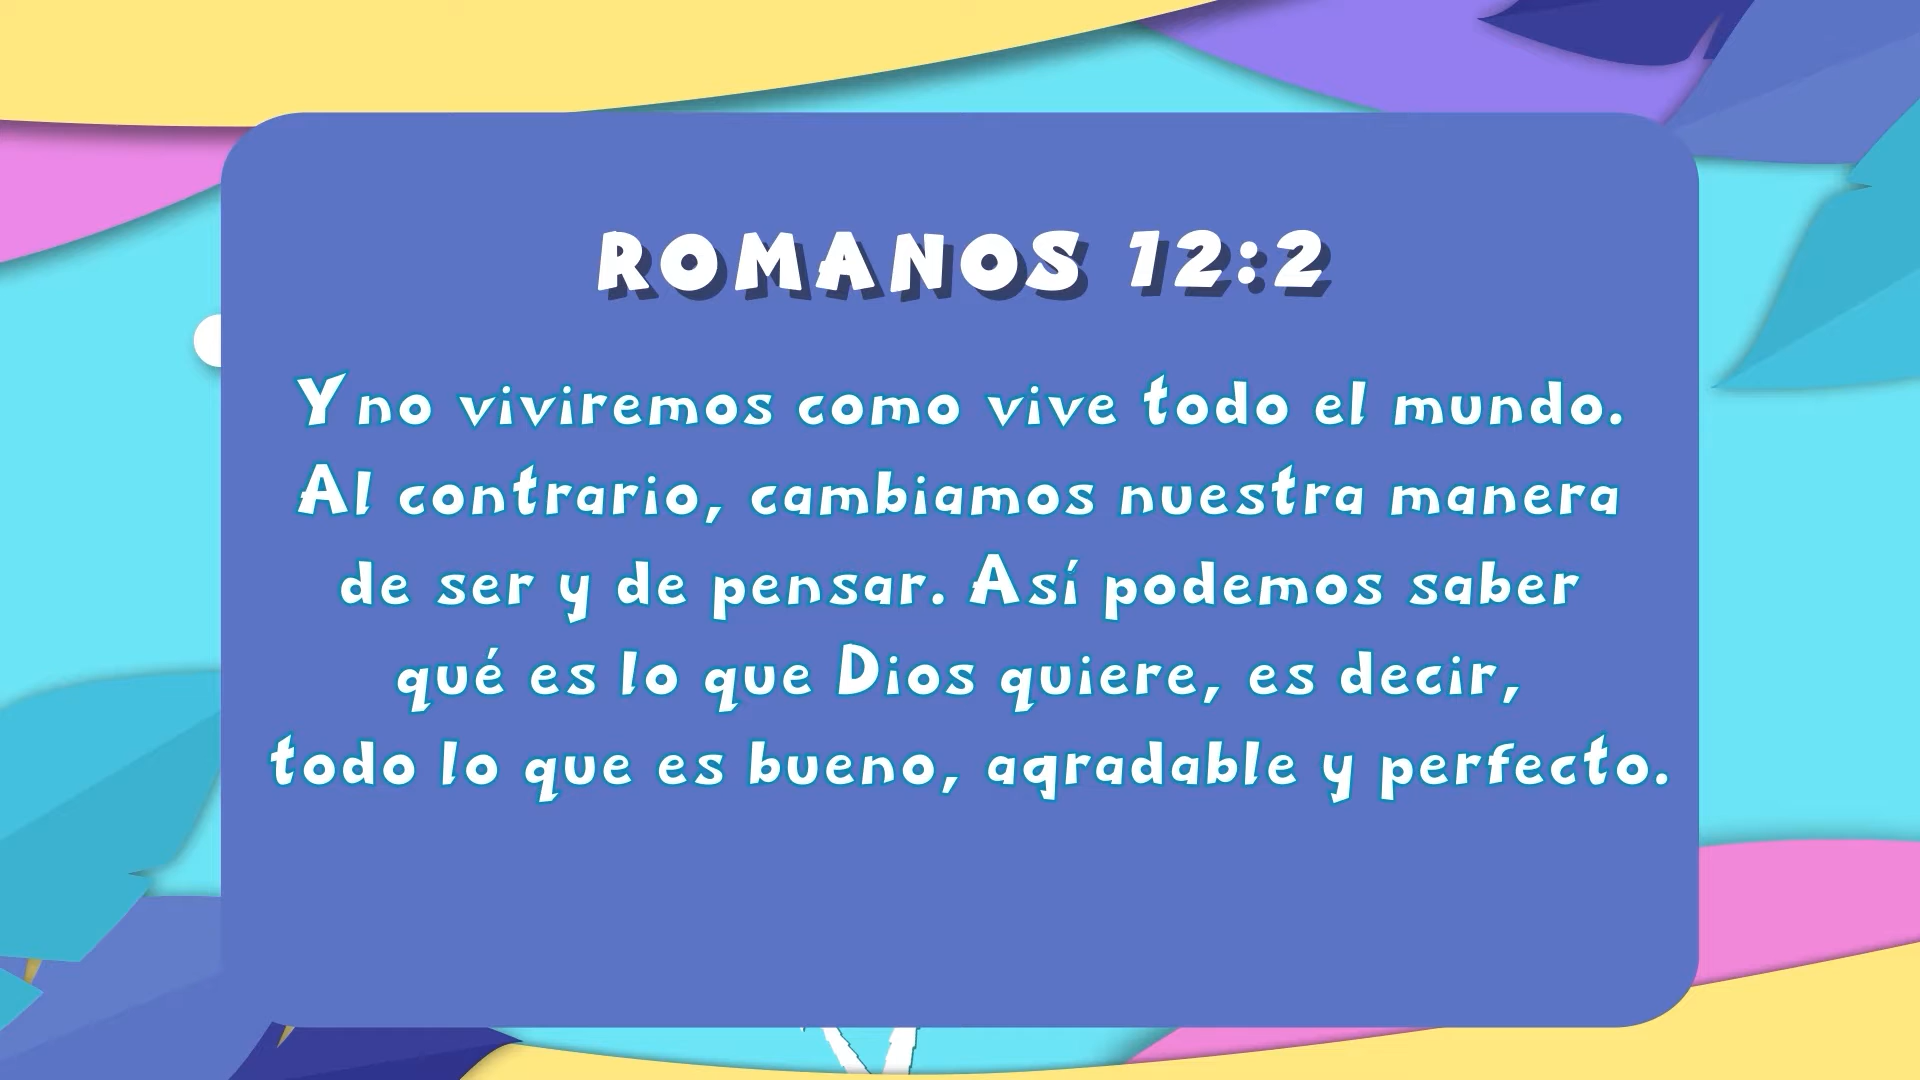 ROMANOS 12:2
Y no viviremos como vive todo el mundo.
Al contrario, cambiamos nuestra manera
de ser y de pensar. Así podemos saber
qué es lo que Dios quiere, es decir,
todo lo que es bueno, agradable y perfecto.